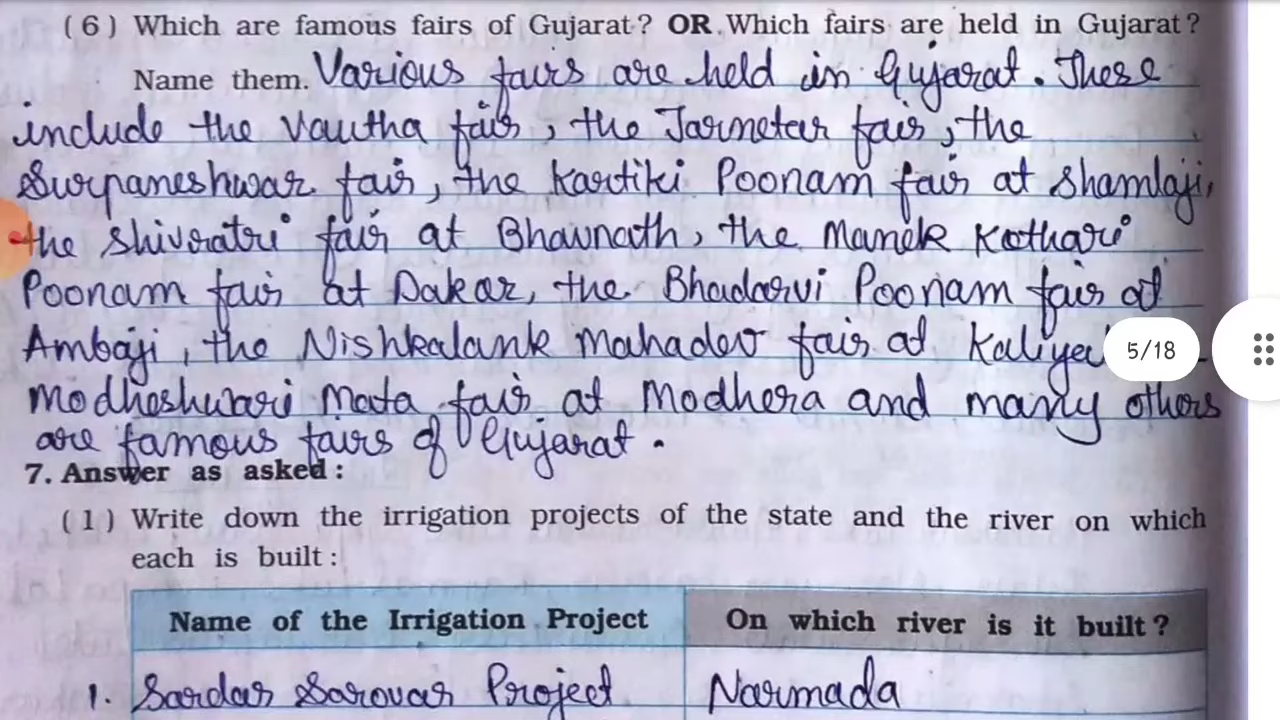 (6) Which are famous fairs of Gujarat? OR Which fairs are held in Gujarat?
Name them. Various fairs are held in Gujarat. These
include the Vautha fair, the Tarnetar fair, the
Surpaneshwar fair, the Kartiki Poonam fair at Shamlaji,
the Shivratri fair at Bhavnath, the Manek Kothari
Poonam fair at Dakor, the Bhadarvi Poonam fair at
Ambaji, the Nishkalank Mahadev fair at
Modheshwari Mata fair at Modhera and many others
are famous fairs of Gujarat.
7. Answer as asked:
(1) Write down the irrigation projects of the state and the river on which
each is built:
Name of the Irrigation Project On which river is it built?
1. Sardar Sarovar Project Narmada
5/18